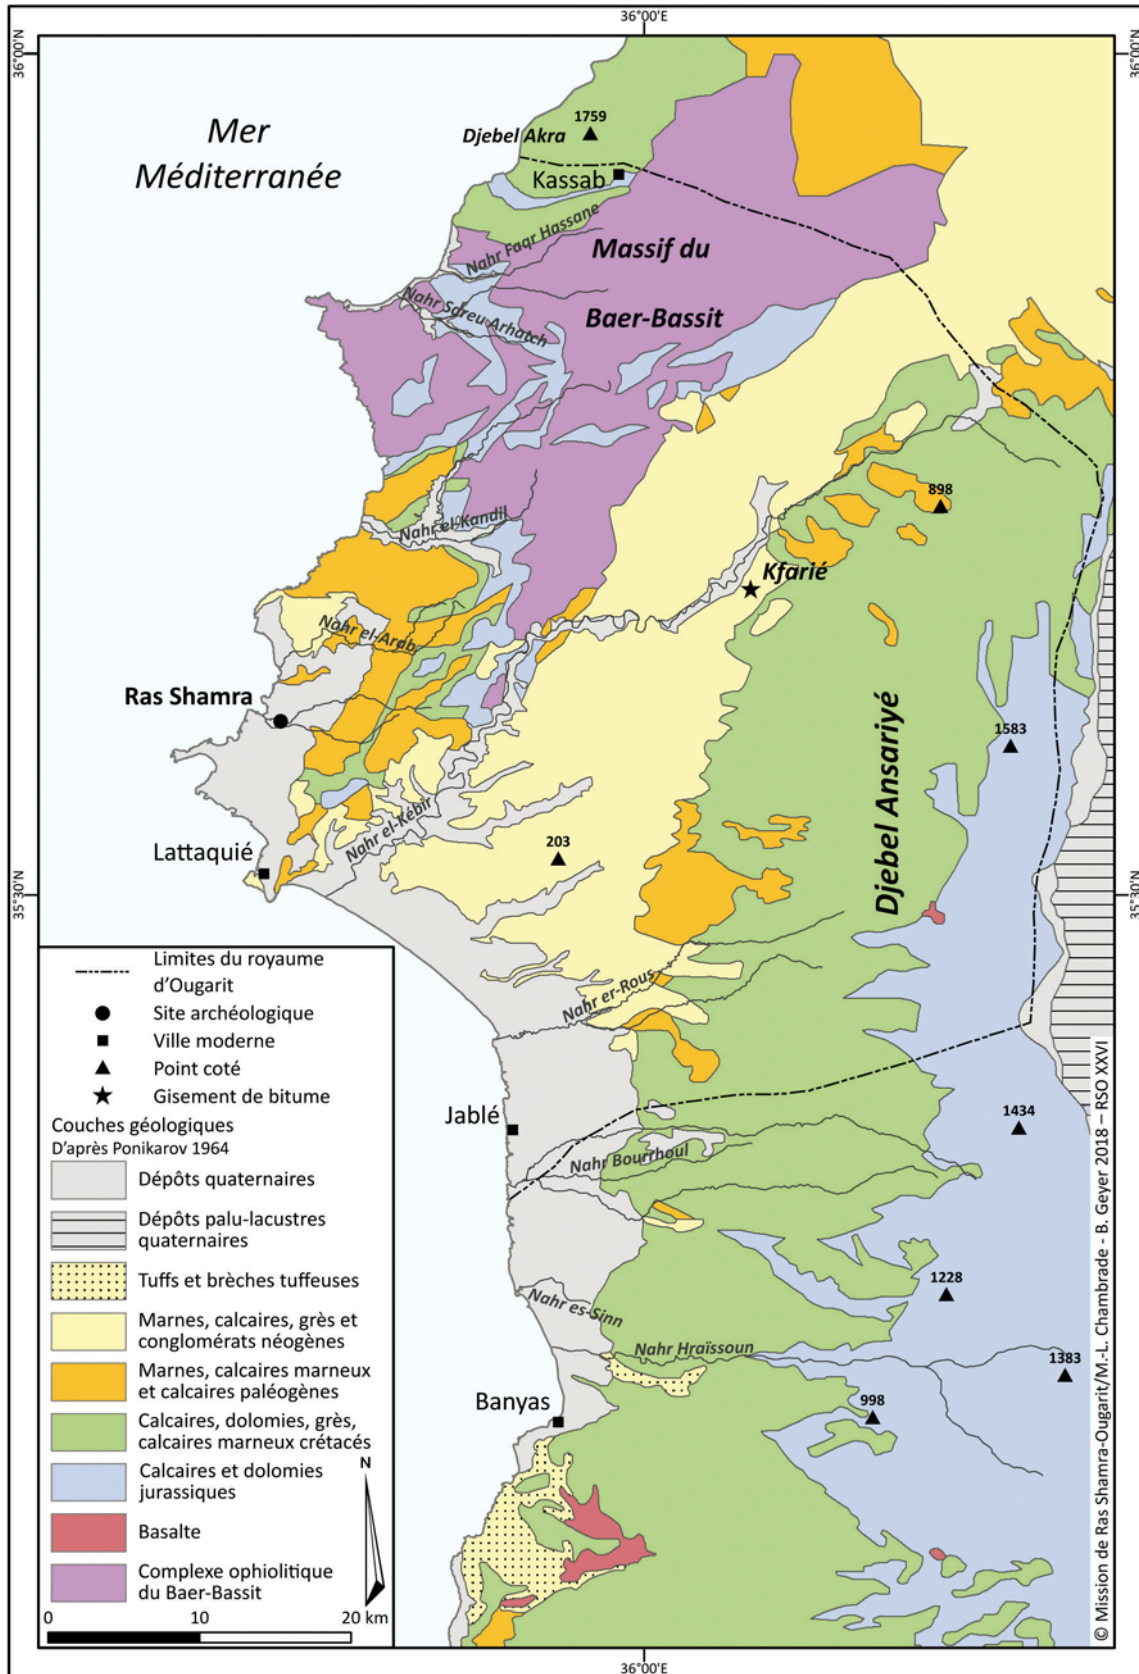 36°00'E
36°00'N
36°00'N
Mer
Méditerranée
1759
Djebel Akra
Kassab
Nahr Faqr Hassane
Massif du
Baer-Bassit
Nahr Sdreu Arhatch
898
Nahr el-Kandil
Kfarié
Nahr el-Arab
Ras Shamra
1583
Djebel Ansariyé
Nahr el-Kébir
203
Lattaquié
35°30'N
35°30'N
Nahr er-Rous
Jablé
1434
Nahr Bourrhoul
1228
Nahr es-Sinn
Nahr Hraïssoun
1383
998
Banyas
Limites du royaume
d'Ougarit
Site archéologique
Ville moderne
Point coté
Gisement de bitume
Couches géologiques
D'après Ponikarov 1964
Dépôts quaternaires
Dépôts palu-lacustres
quaternaires
Tuffs et brèches tuffeuses
Marnes, calcaires, grès et
conglomérats néogènes
Marnes, calcaires marneux
et calcaires paléogènes
Calcaires, dolomies, grès,
calcaires marneux crétacés
Calcaires et dolomies
jurassiques
Basalte
Complexe ophiolitique
du Baer-Bassit
N
0 10 20 km
36°00'E
© Mission de Ras Shamra-Ougarit/M.-L. Chambrade - B. Geyer 2018 – RSO XXVI